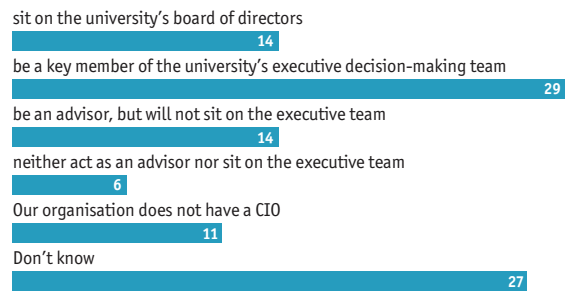 sit on the university's board of directors
14
be a key member of the university's executive decision-making team
29
be an advisor, but will not sit on the executive team
14
neither act as an advisor nor sit on the executive team
6
Our organisation does not have a CIO
11
Don't know
27